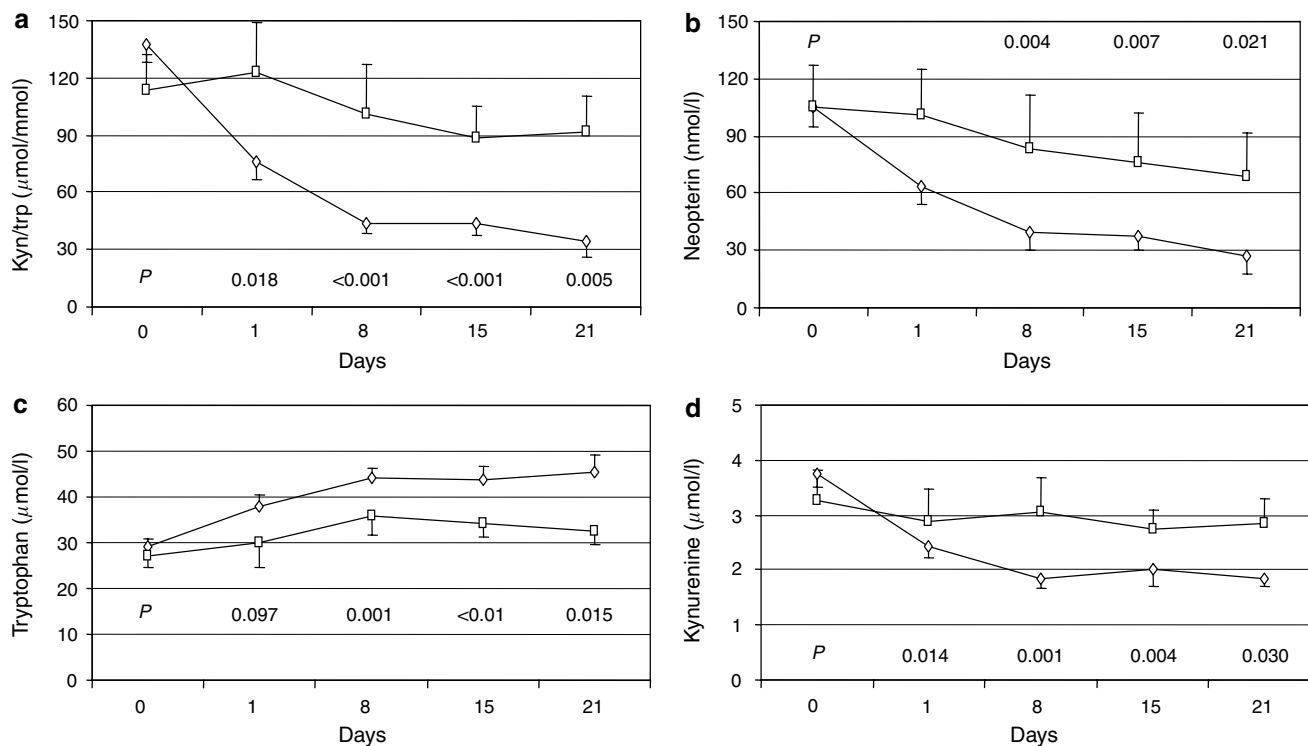 a
Kyn/trp (μmol/mmol)
150
120
90
60
30
0
P 0.018 <0.001 <0.001 0.005
0 1 8 15 21
Days
b
Neopterin (nmol/l)
150
120
90
60
30
0
P 0.004 0.007 0.021
0 1 8 15 21
Days
c
Tryptophan (μmol/l)
60
50
40
30
20
10
0
P 0.097 0.001 <0.01 0.015
0 1 8 15 21
Days
d
Kynurenine (μmol/l)
5
4
3
2
1
0
P 0.014 0.001 0.004 0.030
0 1 8 15 21
Days